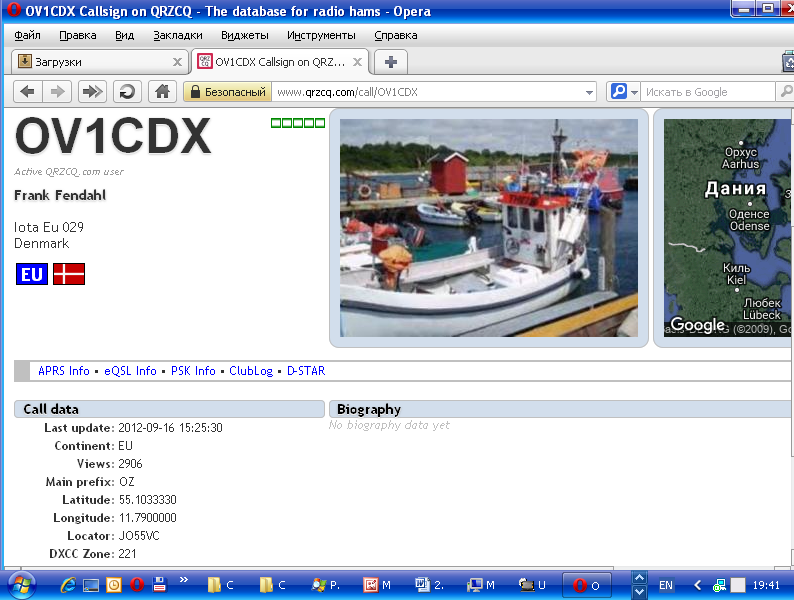 OV1CDX Callsign on QRZCQ - The database for radio hams - Opera
Файл Правка Вид Закладки Виджеты Инструменты Справка
Загрузки OV1CDX Callsign on QRZ...
Безопасный www.qrzcq.com/call/OV1CDX Искать в Google
OV1CDX
Active QRZCQ.com user
Frank Fendahl
Iota Eu 029
Denmark
EU
Орхус
Aarhus
Дания
Оденсе
Odense
Киль
Kiel
Любек
Lübeck
Google
(©2009), Go
APRS Info • eQSL Info • PSK Info • ClubLog • D-STAR
Call data
Last update: 2012-09-16 15:25:30
Continent: EU
Views: 2906
Main prefix: OZ
Latitude: 55.1033330
Longitude: 11.7900000
Locator: JO55VC
DXCC Zone: 221
Biography
No biography data yet
C C P. M 2. M U O EN 19:41